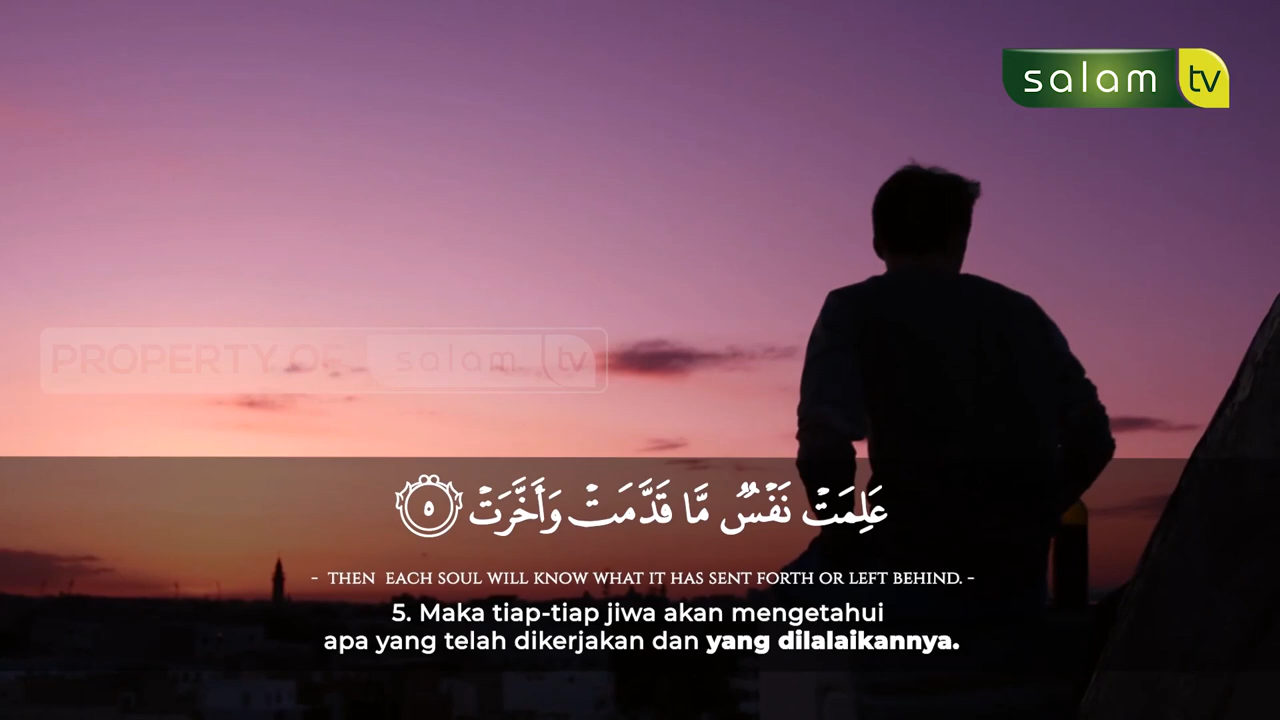 salam tv
PROPERTY OF salam tv
عَلِمَتْ نَفْسٌ مَّا قَدَّمَتْ وَأَخَّرَتْ ۝٥
- THEN EACH SOUL WILL KNOW WHAT IT HAS SENT FORTH OR LEFT BEHIND. -
5. Maka tiap-tiap jiwa akan mengetahui
apa yang telah dikerjakan dan yang dilalaikannya.